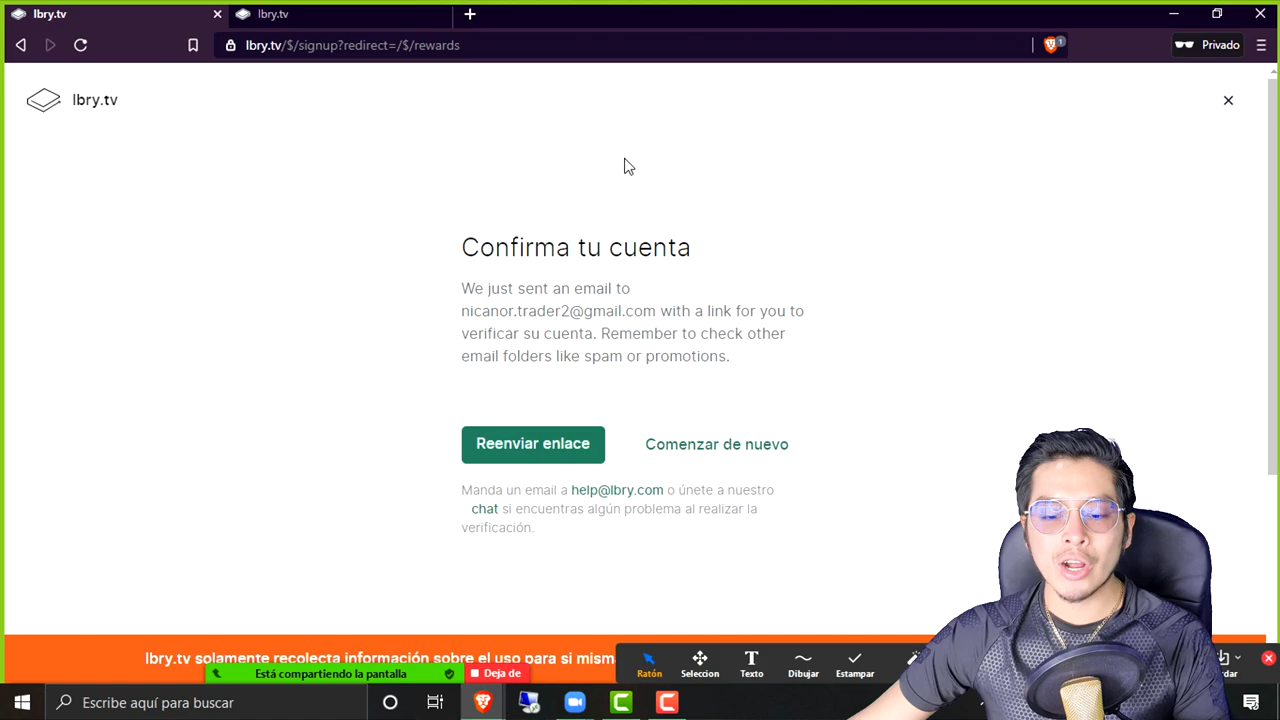 lbry.tv
lbry.tv
lbry.tv/$/signup?redirect=/$/rewards
1
Privado
lbry.tv
Confirma tu cuenta
We just sent an email to
nicanor.trader2@gmail.com with a link for you to
verificar su cuenta. Remember to check other
email folders like spam or promotions.
Reenviar enlace
Comenzar de nuevo
Manda un email a help@lbry.com o únete a nuestro
chat si encuentras algún problema al realizar la
verificación.
lbry.tv solamente recolecta información sobre el uso para si misma
Está compartiendo la pantalla
Deja de
Ratón
Seleccion
Texto
Dibujar
Estampar
Escribe aquí para buscar